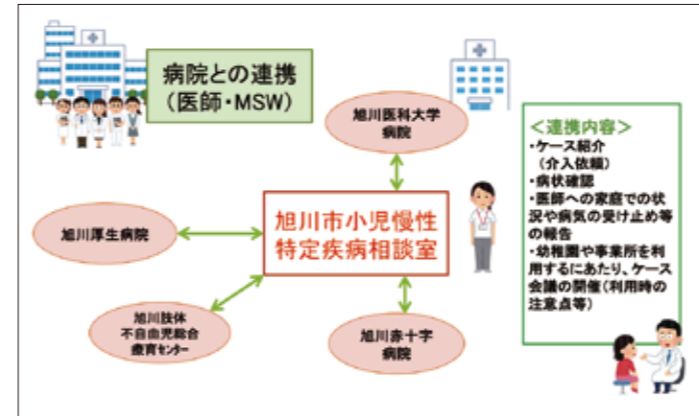 病院との連携
(医師・MSW)
旭川医科大学
病院
旭川厚生病院
旭川市小児慢性
特定疾病相談室
旭川肢体
不自由児総合
療育センター
旭川赤十字
病院
＜連携内容＞
・ケース紹介
(介入依頼)
・病状確認
・医師への家庭での状
況や病気の受け止め等
の報告
・幼稚園や事業所を利
用するにあたり、ケース
会議の開催(利用時の
注意点等)